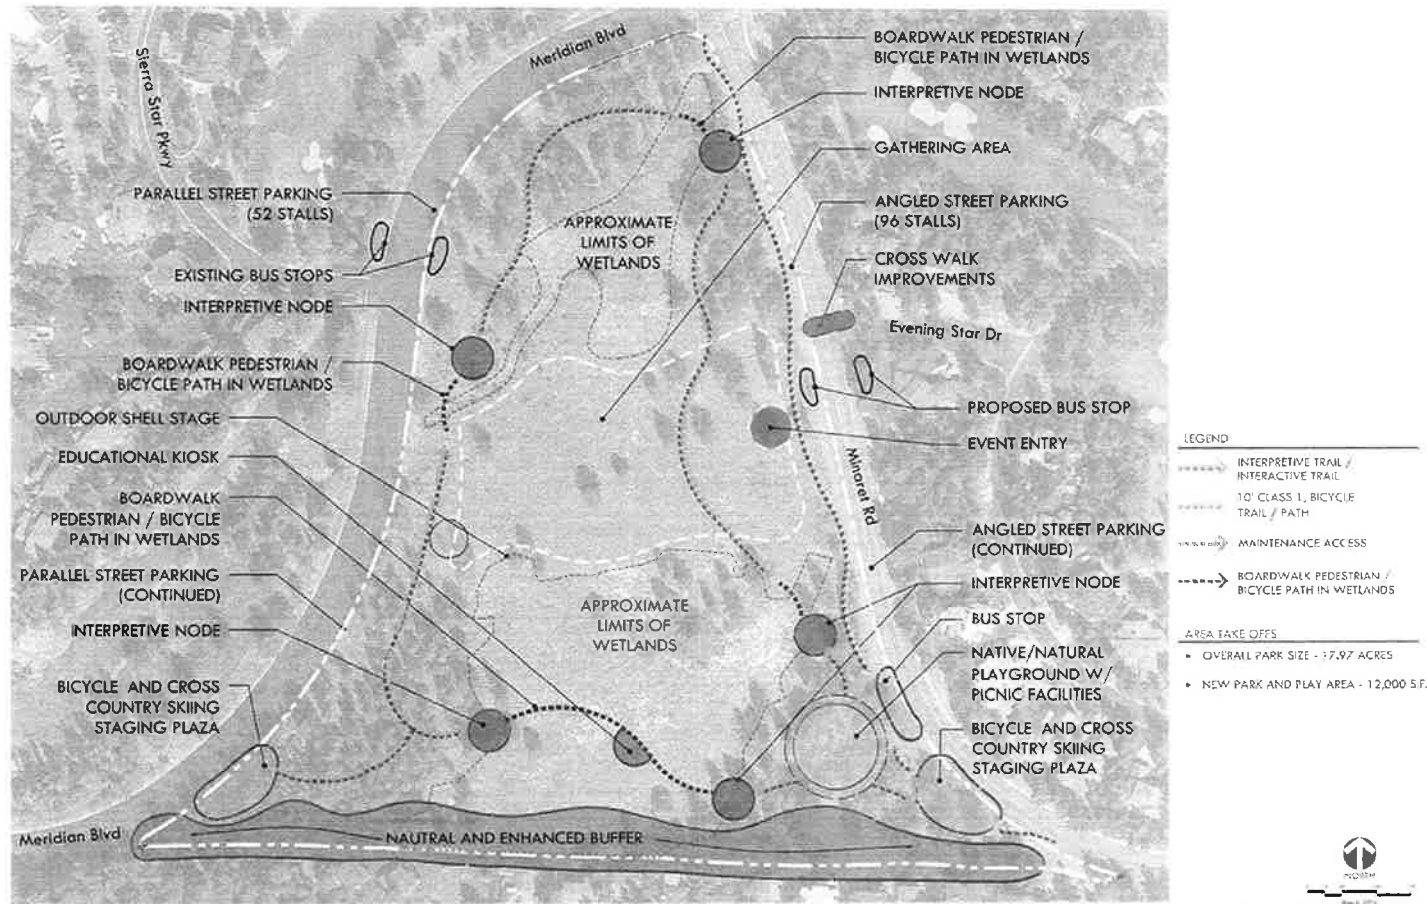 Meridian Blvd
Sierra Star Pkwy
PARALLEL STREET PARKING
(52 STALLS)
EXISTING BUS STOPS
INTERPRETIVE NODE
BOARDWALK PEDESTRIAN /
BICYCLE PATH IN WETLANDS
OUTDOOR SHELL STAGE
EDUCATIONAL KIOSK
BOARDWALK
PEDESTRIAN / BICYCLE
PATH IN WETLANDS
PARALLEL STREET PARKING
(CONTINUED)
INTERPRETIVE NODE
BICYCLE AND CROSS
COUNTRY SKIING
STAGING PLAZA
Meridian Blvd
APPROXIMATE
LIMITS OF
WETLANDS
APPROXIMATE
LIMITS OF
WETLANDS
NAUTRAL AND ENHANCED BUFFER
BOARDWALK PEDESTRIAN /
BICYCLE PATH IN WETLANDS
INTERPRETIVE NODE
GATHERING AREA
ANGLED STREET PARKING
(96 STALLS)
CROSS WALK
IMPROVEMENTS
Evening Star Dr
PROPOSED BUS STOP
EVENT ENTRY
Minaret Rd
ANGLED STREET PARKING
(CONTINUED)
INTERPRETIVE NODE
BUS STOP
NATIVE/NATURAL
PLAYGROUND W/
PICNIC FACILITIES
BICYCLE AND CROSS
COUNTRY SKIING
STAGING PLAZA
LEGEND
INTERPRETIVE TRAIL /
INTERACTIVE TRAIL
10' CLASS 1, BICYCLE
TRAIL / PATH
MAINTENANCE ACCESS
BOARDWALK PEDESTRIAN /
BICYCLE PATH IN WETLANDS
AREA TAKE OFFS
• OVERALL PARK SIZE - 37.97 ACRES
• NEW PARK AND PLAY AREA - 12,000 S.F.
NORTH